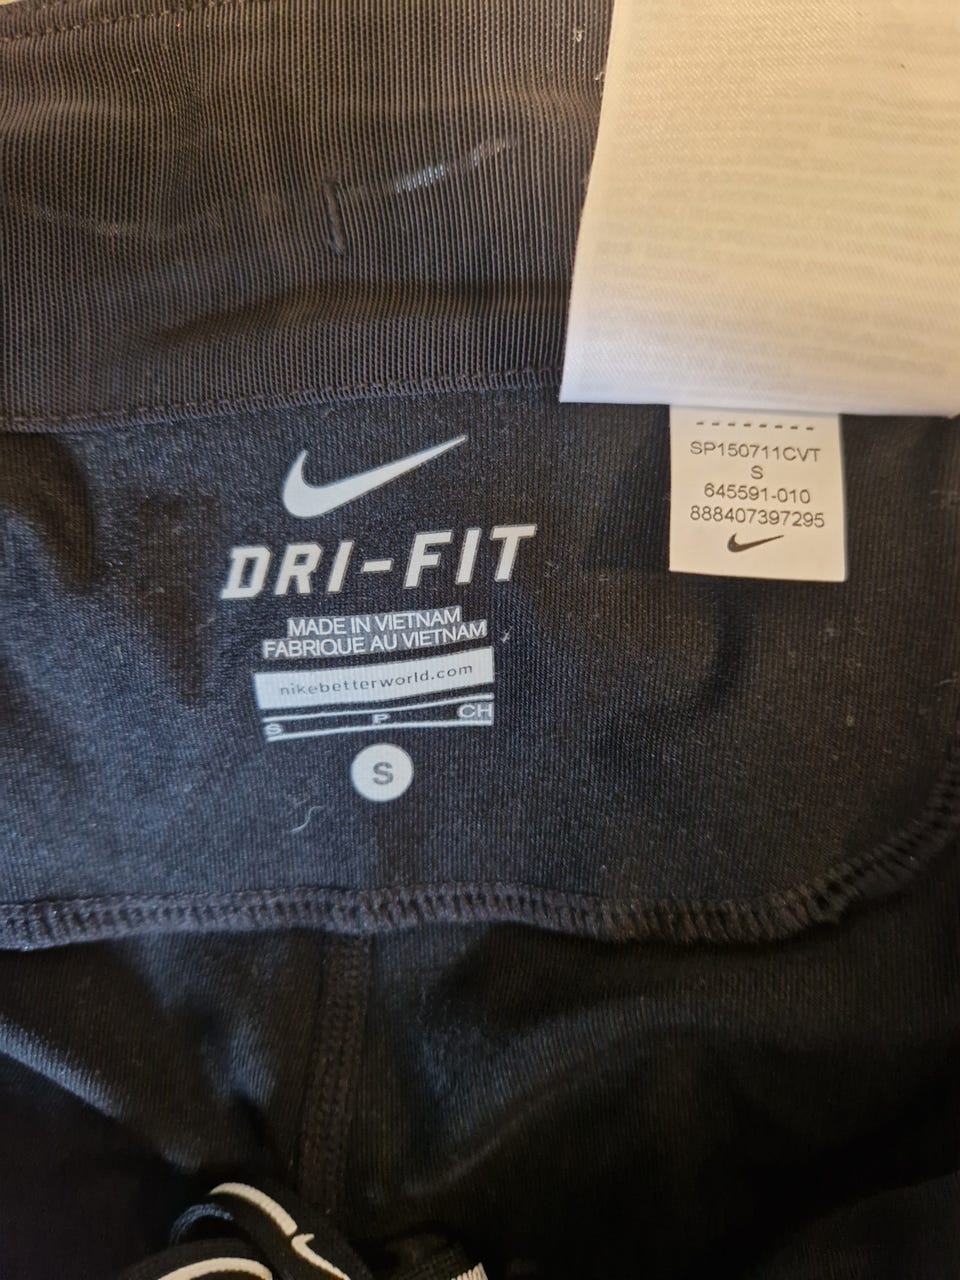 DRI-FIT
MADE IN VIETNAM
FABRIQUE AU VIETNAM
nikebetterworld.com
S P CH
S
SP150711CVT
S
645591-010
888407397295